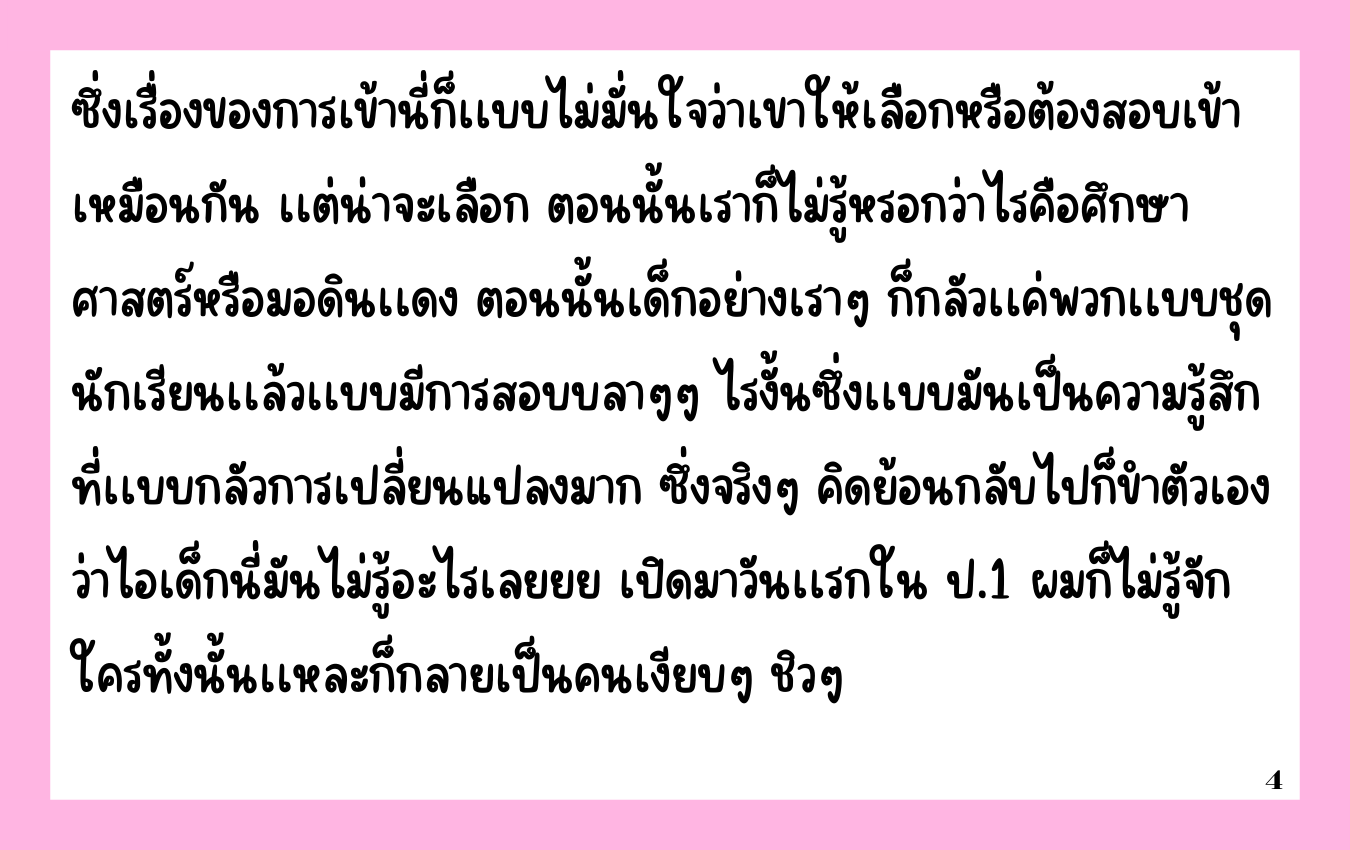 ซึ่งเรื่องของการเข้านี่ก็แบบไม่มั่นใจว่าเขาให้เลือกหรือต้องสอบเข้า
เหมือนกัน แต่น่าจะเลือก ตอนนั้นเราก็ไม่รู้หรอกว่าไรคือศึกษา
ศาสตร์หรือมอดินแดง ตอนนั้นเด็กอย่างเราๆ ก็กลัวแค่พวกแบบชุด
นักเรียนแล้วแบบมีการสอบบลาๆๆ ไรงั้นซึ่งแบบมันเป็นความรู้สึก
ที่แบบกลัวการเปลี่ยนแปลงมาก ซึ่งจริงๆ คิดย้อนกลับไปก็ขำตัวเอง
ว่าไอเด็กนี่มันไม่รู้อะไรเลยยย เปิดมาวันแรกใน ป.1 ผมก็ไม่รู้จัก
ใครทั้งนั้นแหละก็กลายเป็นคนเงียบๆ ชิวๆ
4